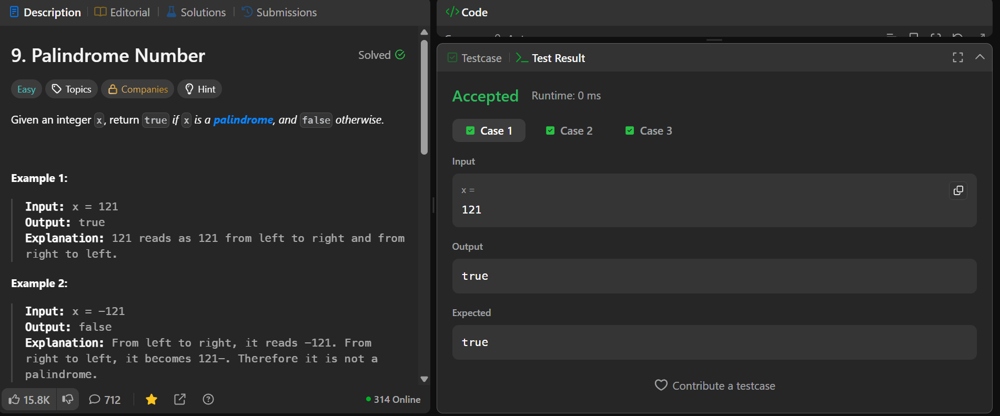 Description
Editorial
Solutions
Submissions
9. Palindrome Number
Solved
Easy
Topics
Companies
Hint
Given an integer x, return true if x is a palindrome, and false otherwise.
Example 1:
Input: x = 121
Output: true
Explanation: 121 reads as 121 from left to right and from
right to left.
Example 2:
Input: x = -121
Output: false
Explanation: From left to right, it reads -121. From
right to left, it becomes 121-. Therefore it is not a
palindrome.
15.8K
712
314 Online
</> Code
Testcase
Test Result
Accepted
Runtime: 0 ms
Case 1
Case 2
Case 3
Input
x =
121
Output
true
Expected
true
Contribute a testcase